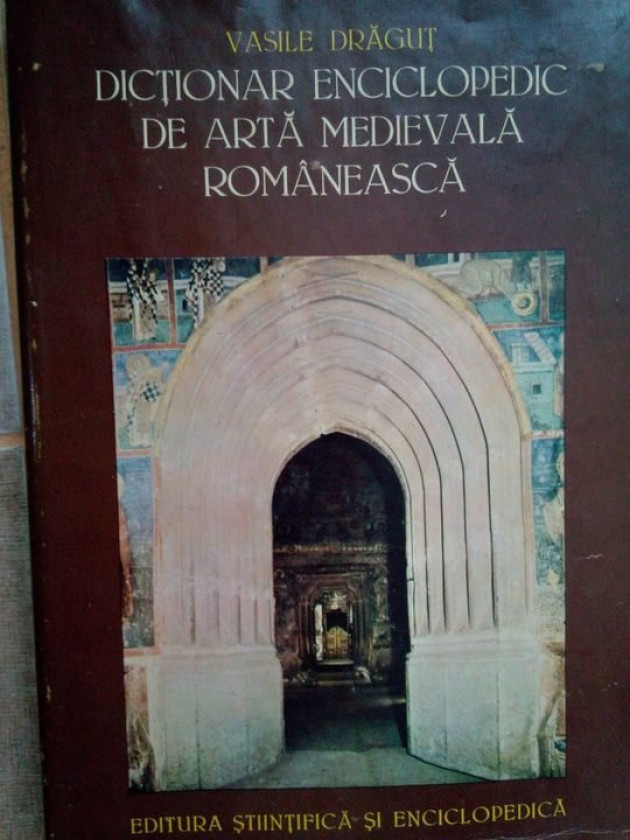 VASILE DRĂGUȚ
DICȚIONAR ENCICLOPEDIC
DE ARTĂ MEDIEVALĂ
ROMÂNEASCĂ
EDITURA ȘTIINȚIFICĂ ȘI ENCICLOPEDICĂ